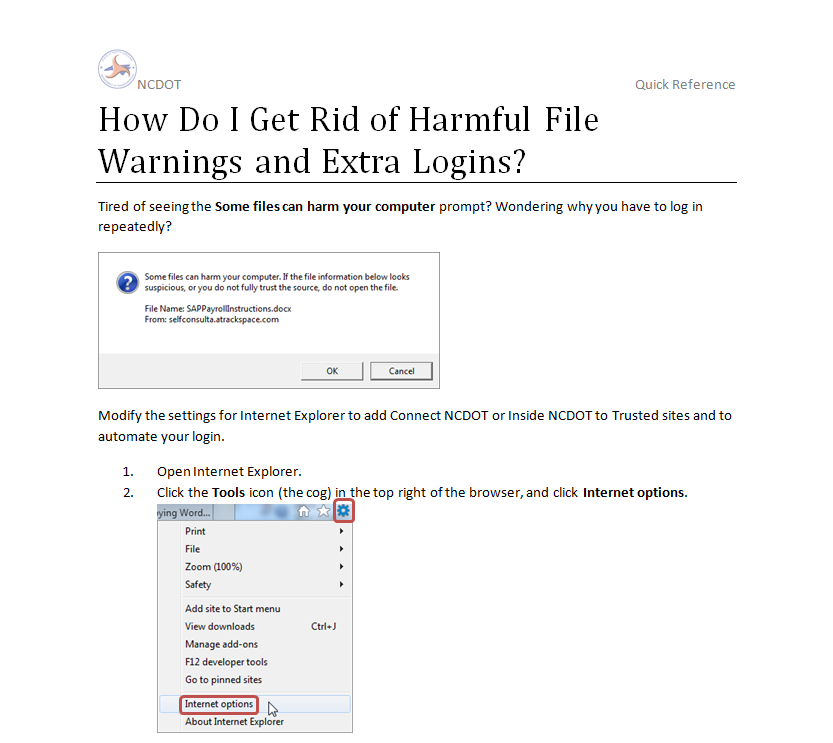 NCDOT Quick Reference
How Do I Get Rid of Harmful File
Warnings and Extra Logins?
Tired of seeing the Some files can harm your computer prompt? Wondering why you have to log in
repeatedly?
Some files can harm your computer. If the file information below looks
suspicious, or you do not fully trust the source, do not open the file.
File Name: SAPPayrollInstructions.docx
From: selfconsulta.atrackspace.com
OK Cancel
Modify the settings for Internet Explorer to add Connect NCDOT or Inside NCDOT to Trusted sites and to
automate your login.
1. Open Internet Explorer.
2. Click the Tools icon (the cog) in the top right of the browser, and click Internet options.
ying Word...
Print
File
Zoom (100%)
Safety
Add site to Start menu
View downloads Ctrl+J
Manage add-ons
F12 developer tools
Go to pinned sites
Internet options
About Internet Explorer